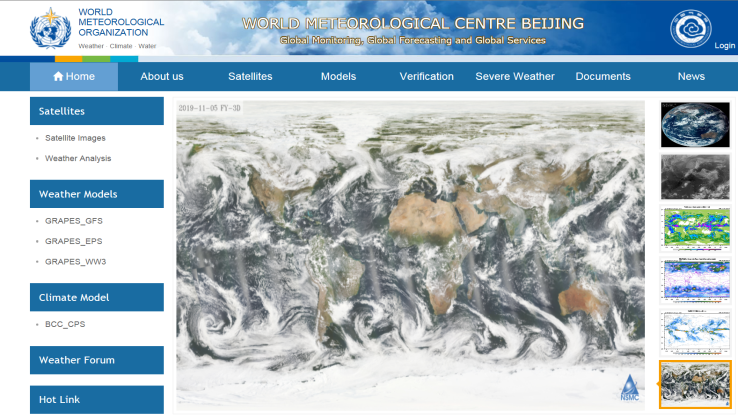 WORLD
METEOROLOGICAL
ORGANIZATION
Weather Climate Water
WORLD METEOROLOGICAL CENTRE BEIJING
Global Monitoring, Global Forecasting and Global Services
Login
Home
About us
Satellites
Models
Verification
Severe Weather
Documents
News
Satellites
• Satellite Images
• Weather Analysis
Weather Models
• GRAPES_GFS
• GRAPES_EPS
• GRAPES_WW3
Climate Model
• BCC_CPS
Weather Forum
Hot Link
2019-11-05 FY-3D
NSMC